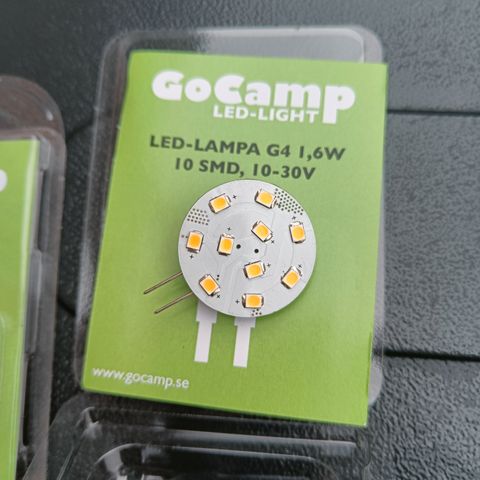 GoCamp
LED-LIGHT
LED-LAMPA G4 1,6W
10 SMD, 10-30V
www.gocamp.se